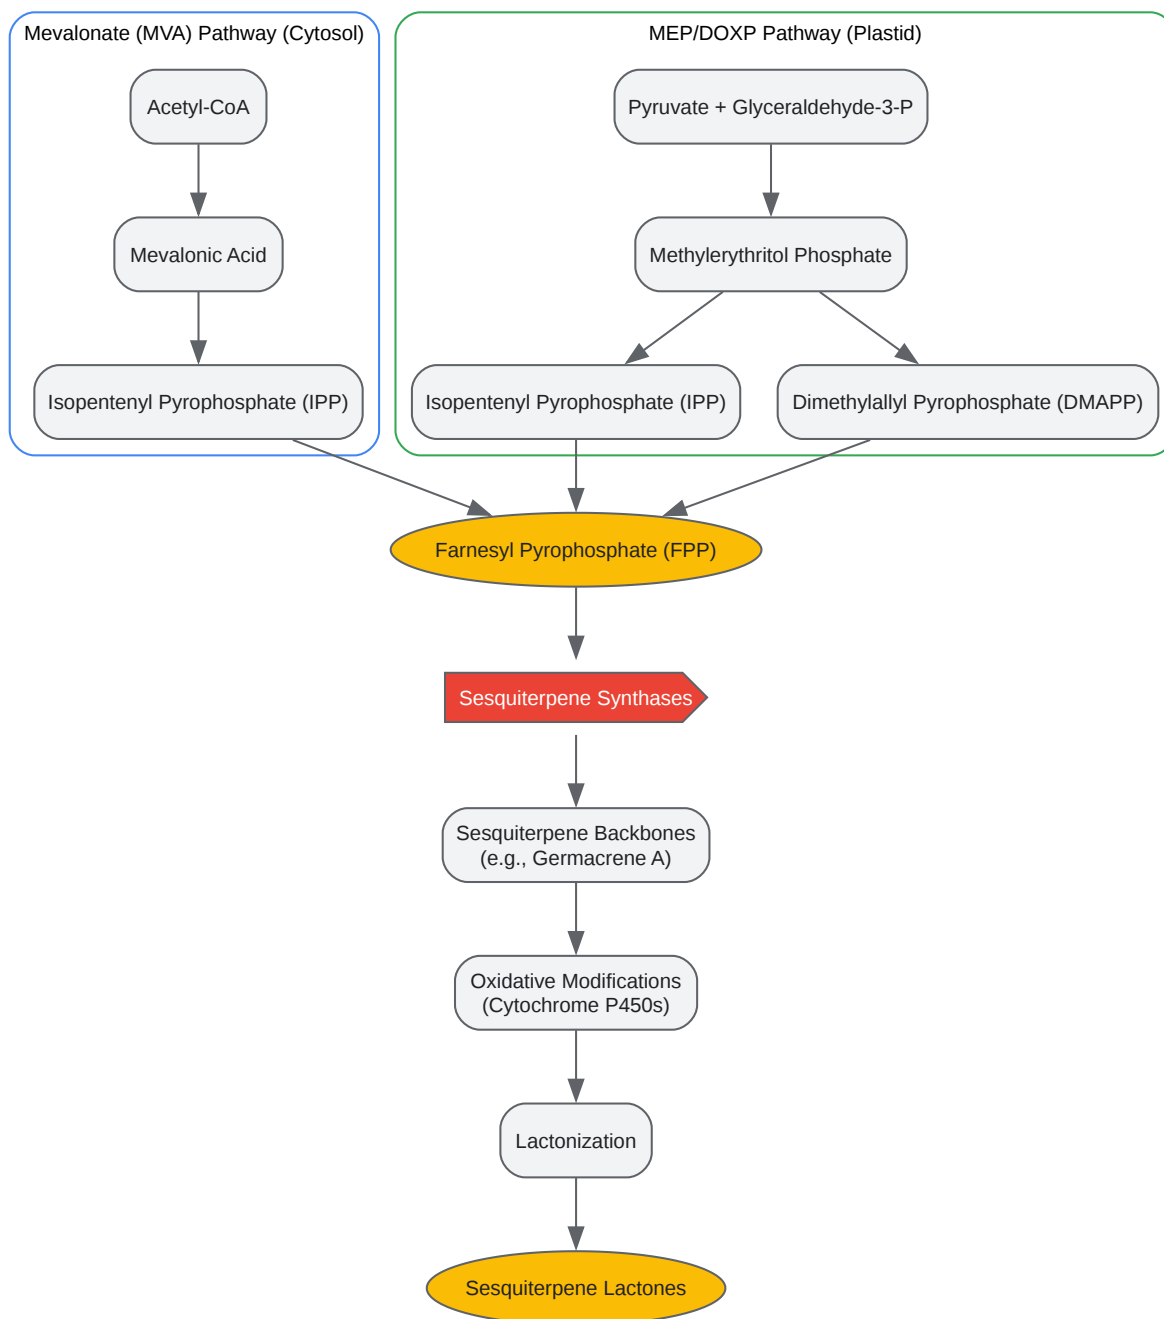 Mevalonate (MVA) Pathway (Cytosol)
Acetyl-CoA
Mevalonic Acid
Isopentenyl Pyrophosphate (IPP)
MEP/DOXP Pathway (Plastid)
Pyruvate + Glyceraldehyde-3-P
Methylerythritol Phosphate
Isopentenyl Pyrophosphate (IPP)
Dimethylallyl Pyrophosphate (DMAPP)
Farnesyl Pyrophosphate (FPP)
Sesquiterpene Synthases
Sesquiterpene Backbones
(e.g., Germacrene A)
Oxidative Modifications
(Cytochrome P450s)
Lactonization
Sesquiterpene Lactones